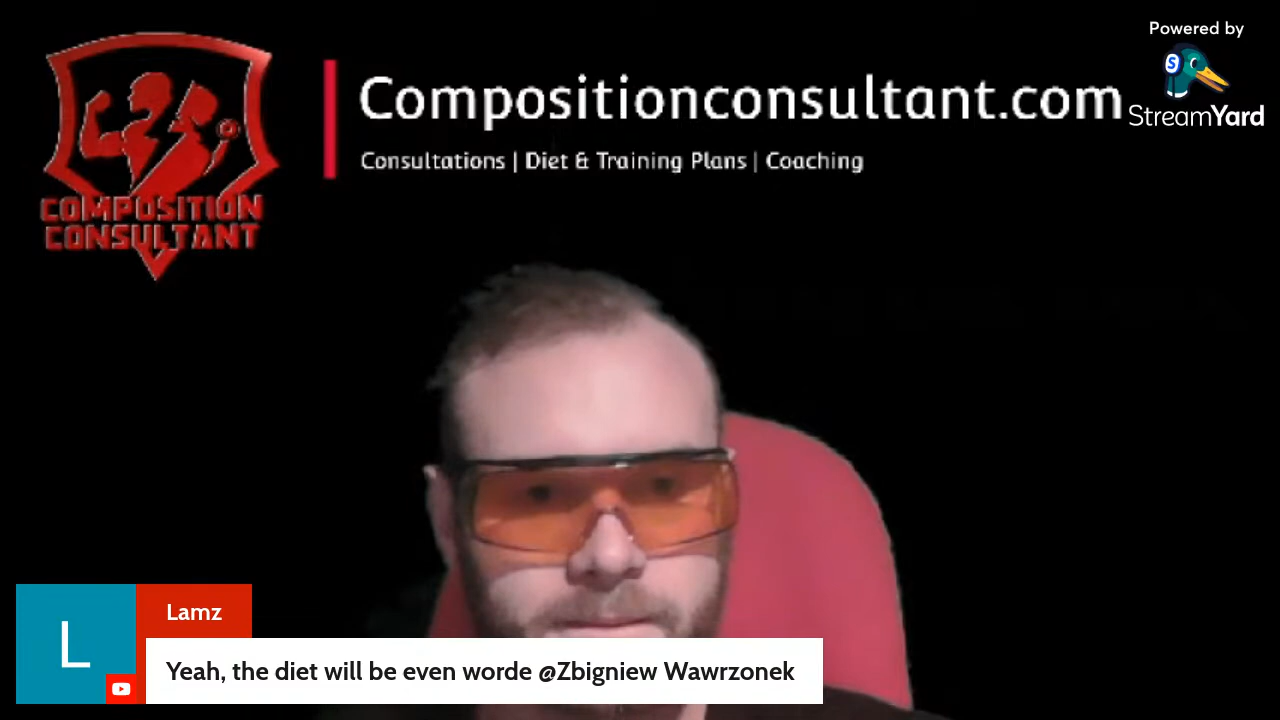 Powered by
StreamYard
Compositionconsultant.com
Consultations | Diet & Training Plans | Coaching
COMPOSITION
CONSULTANT
L
Lamz
Yeah, the diet will be even worde @Zbigniew Wawrzonek